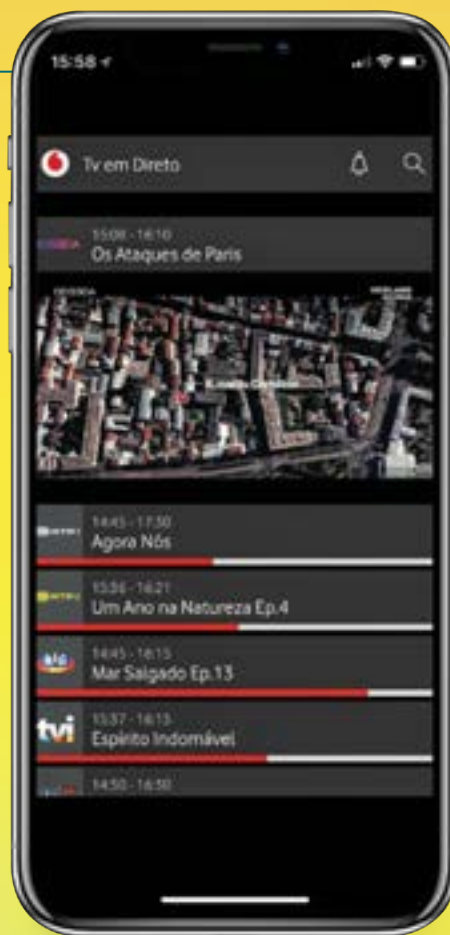 15:58
Tv em Direto
15:08 - 16:10
Os Ataques de Paris
ODISSEIA
14:45 - 17:30
Agora Nós
15:36 - 16:21
Um Ano na Natureza Ep.4
14:45 - 16:15
Mar Salgado Ep.13
tvi
15:37 - 16:13
Espírito Indomável
14:50 - 16:50